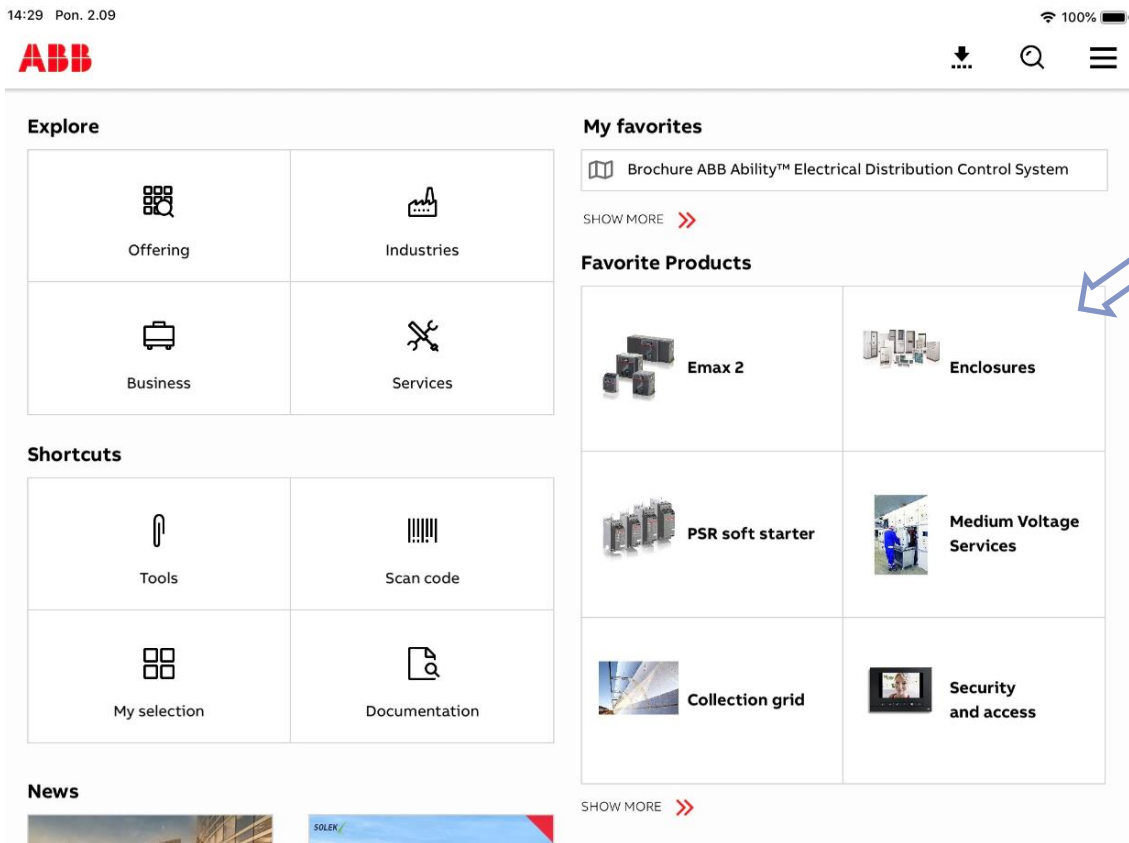 14:29 Pon. 2.09
100%
ABB
Explore
Offering
Industries
Business
Services
Shortcuts
Tools
Scan code
My selection
Documentation
News
SOLEK
My favorites
Brochure ABB Ability™ Electrical Distribution Control System
SHOW MORE
Favorite Products
Emax 2
Enclosures
PSR soft starter
Medium Voltage
Services
Collection grid
Security
and access
SHOW MORE